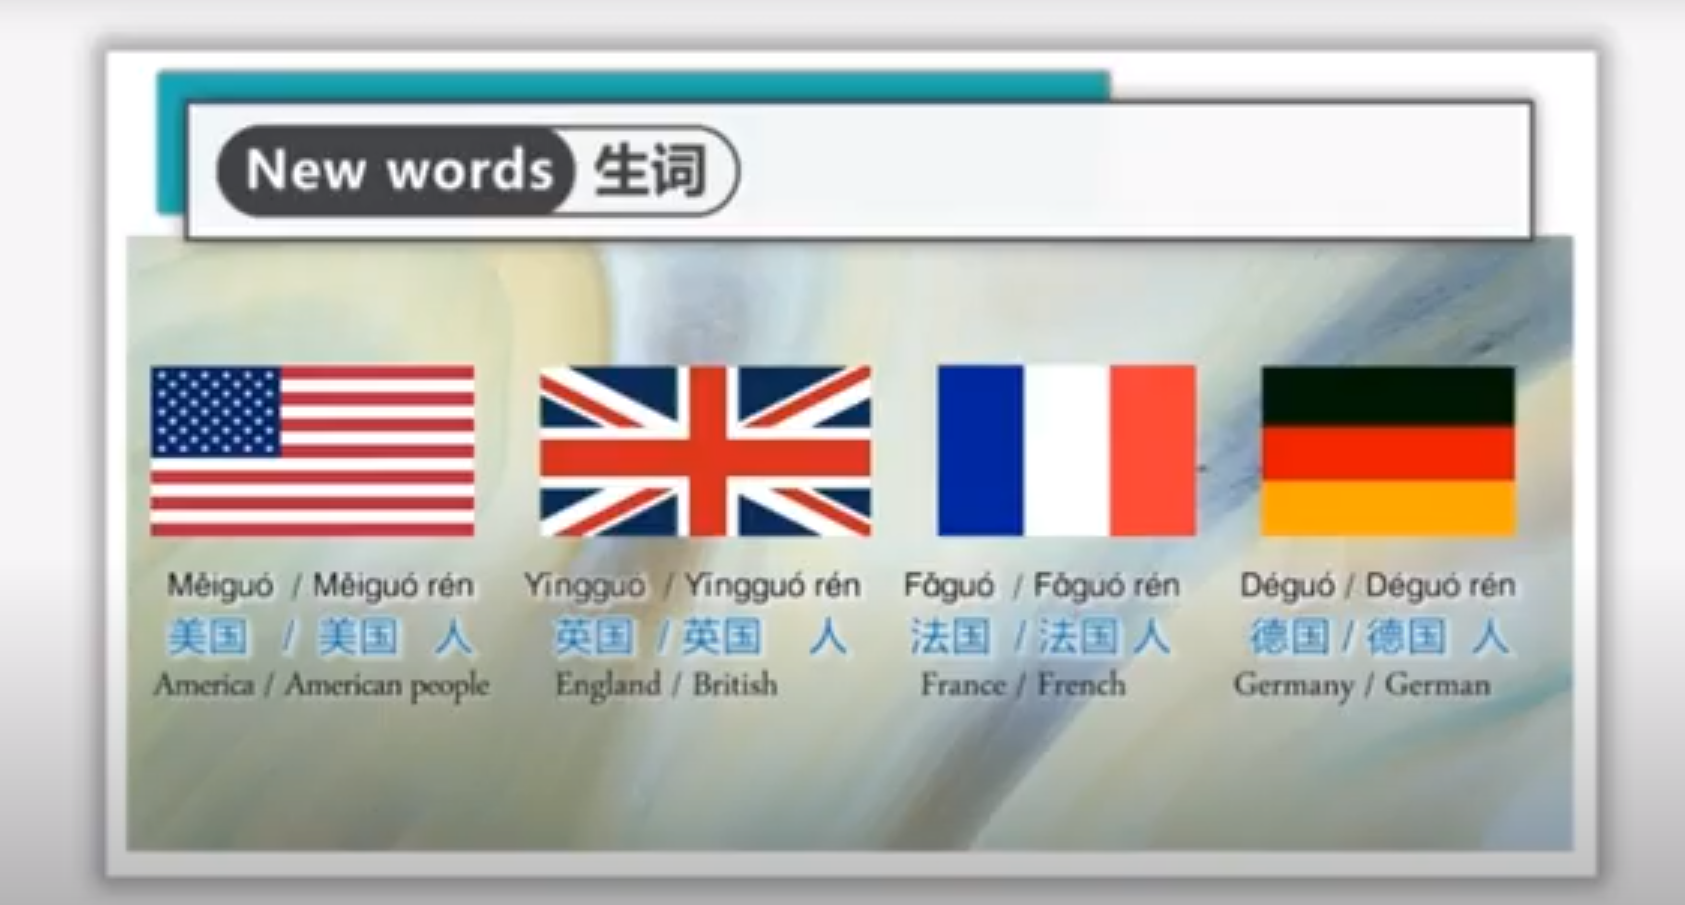 New words 生词
Měiguó / Měiguó rén
美国 / 美国 人
America / American people
Yīngguó / Yīngguó rén
英国 / 英国 人
England / British
Fǎguó / Fǎguó rén
法国 / 法国人
France / French
Déguó / Déguó rén
德国 / 德国 人
Germany / German